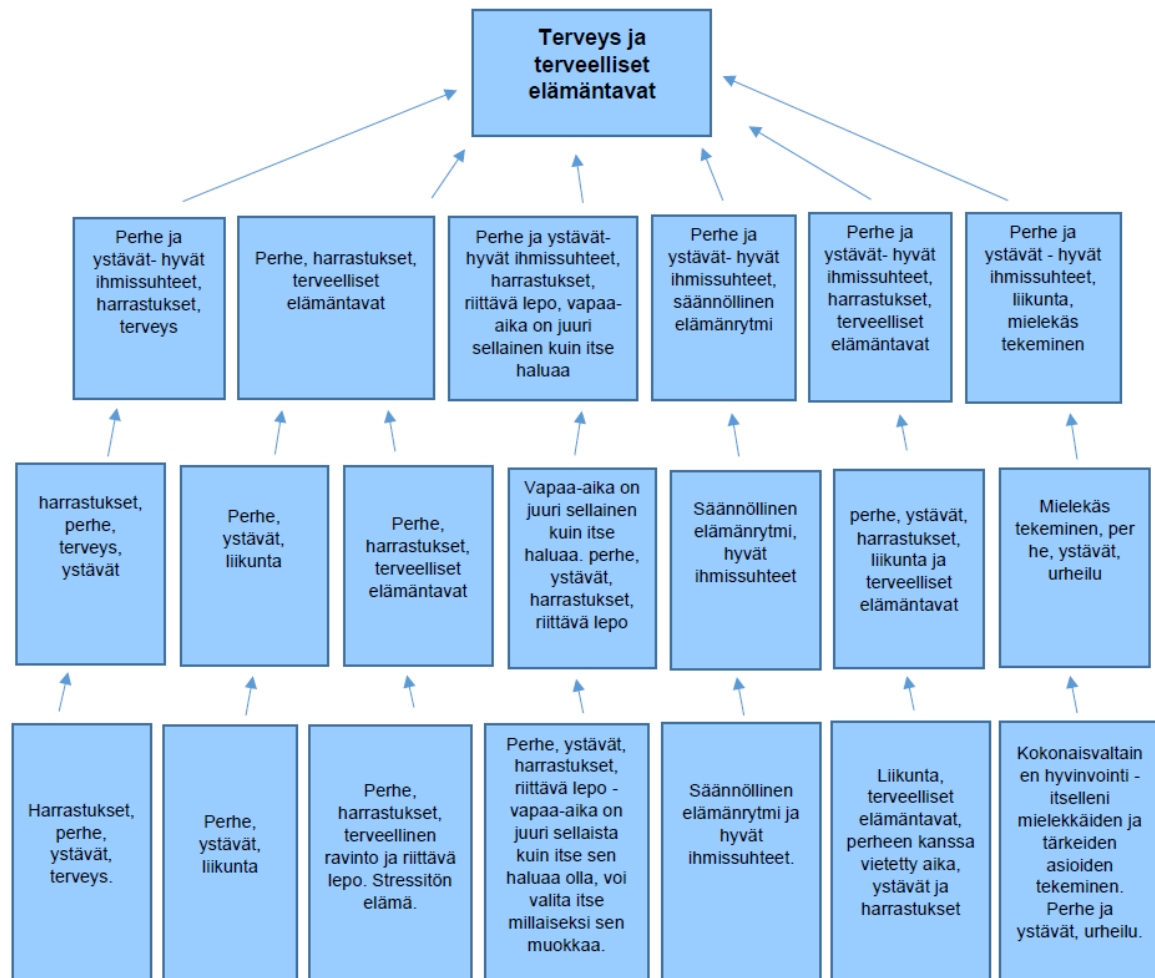 Terveys ja
terveelliset
elämäntavat
Perhe ja
ystävät- hyvät
ihmissuhteet,
harrastukset,
terveys
Perhe, harrastukset,
terveelliset
elämäntavat
Perhe ja ystävät-
hyvät ihmissuhteet,
harrastukset,
riittävä lepo, vapaa-
aika on juuri
sellainen kuin itse
haluaa
Perhe ja
ystävät- hyvät
ihmissuhteet,
säännöllinen
elämänrytmi
Perhe ja
ystävät- hyvät
ihmissuhteet,
harrastukset,
terveelliset
elämäntavat
Perhe ja
ystävät - hyvät
ihmissuhteet,
liikunta,
mielekäs
tekeminen
harrastukset,
perhe,
terveys,
ystävät
Perhe,
ystävät,
liikunta
Perhe,
harrastukset,
terveelliset
elämäntavat
Vapaa-aika on
juuri sellainen
kuin itse
haluaa. perhe,
ystävät,
harrastukset,
riittävä lepo
Säännöllinen
elämänrytmi,
hyvät
ihmissuhteet
perhe, ystävät,
harrastukset,
liikunta ja
terveelliset
elämäntavat
Mielekäs
tekeminen, per
he, ystävät,
urheilu
Harrastukset,
perhe,
ystävät,
terveys.
Perhe,
ystävät,
liikunta
Perhe,
harrastukset,
terveellinen
ravinto ja riittävä
lepo. Stressitön
elämä.
Perhe, ystävät,
harrastukset,
riittävä lepo -
vapaa-aika on
juuri sellaista
kuin itse sen
haluaa olla, voi
valita itse
millaiseksi sen
muokkaa.
Säännöllinen
elämänrytmi ja
hyvät
ihmissuhteet.
Liikunta,
terveelliset
elämäntavat,
perheen kanssa
vietetty aika,
ystävät ja
harrastukset
Kokonaisvaltain
en hyvinvointi -
itselleni
mielekkäiden ja
tärkeiden
asioiden
tekeminen.
Perhe ja
ystävät, urheilu.